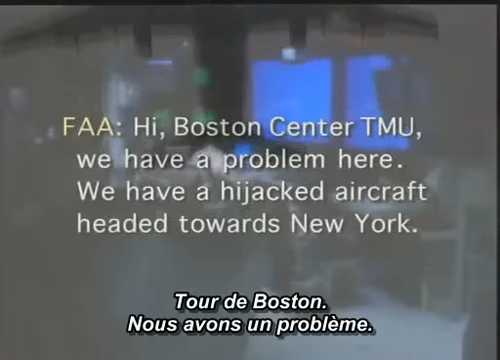 FAA: Hi, Boston Center TMU,
we have a problem here.
We have a hijacked aircraft
headed towards New York.
Tour de Boston.
Nous avons un problème.